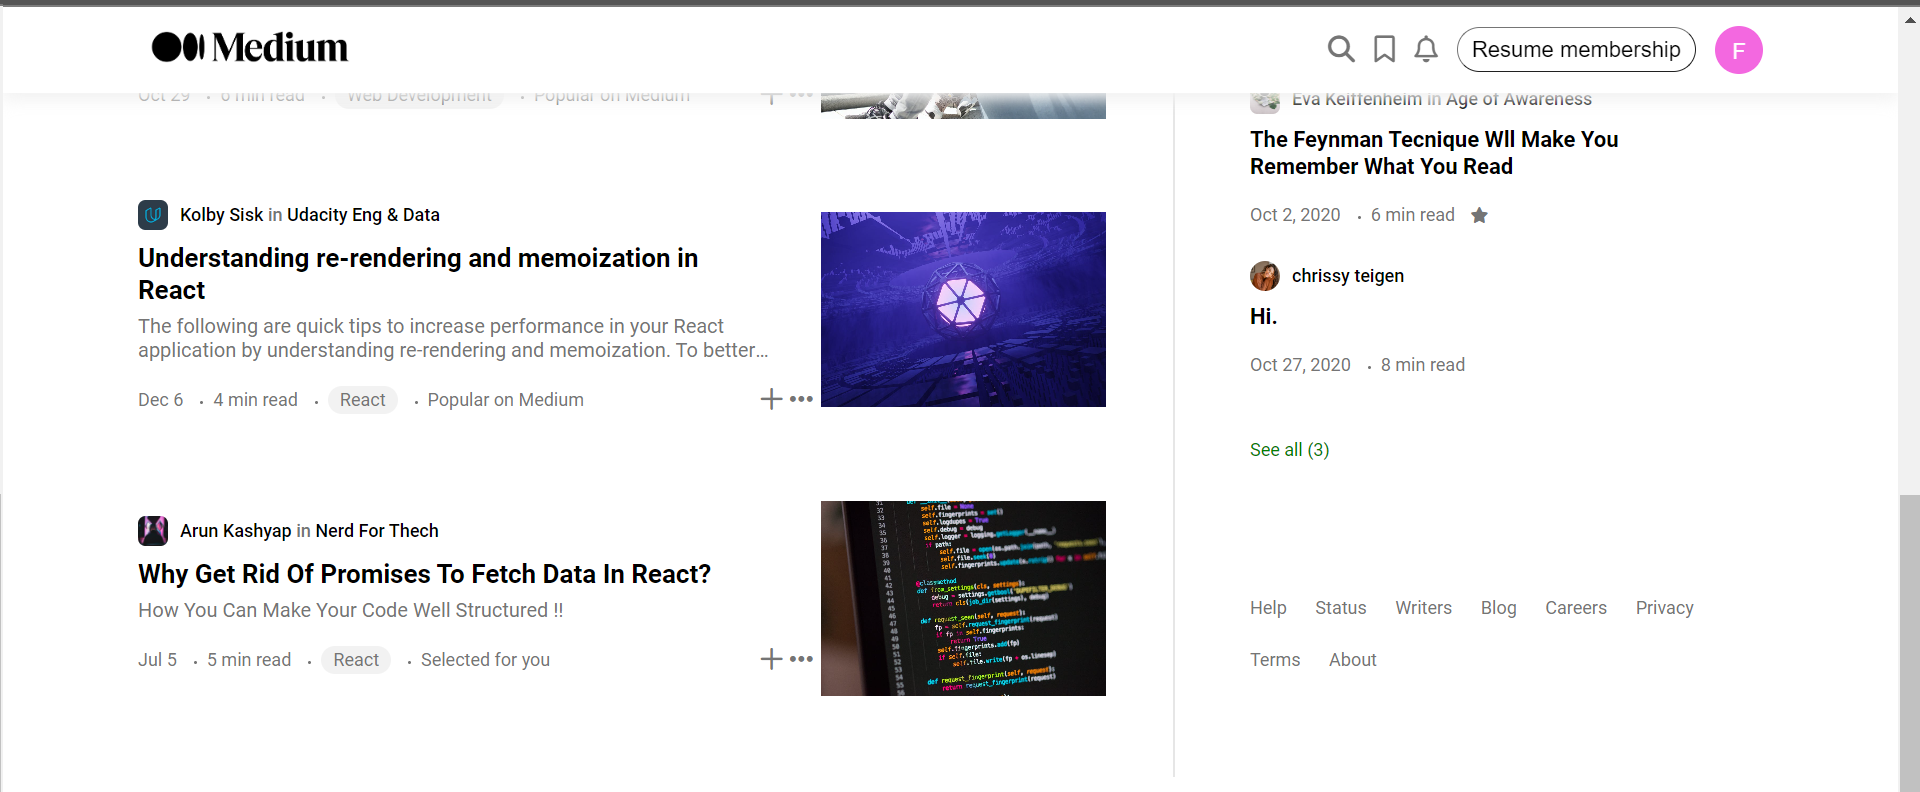 Medium
Resume membership
F
Oct 29 · 6 min read · Web Development · Popular on Medium
Kolby Sisk in Udacity Eng & Data
Understanding re-rendering and memoization in
React
The following are quick tips to increase performance in your React
application by understanding re-rendering and memoization. To better...
Dec 6 · 4 min read · React · Popular on Medium
Arun Kashyap in Nerd For Thech
Why Get Rid Of Promises To Fetch Data In React?
How You Can Make Your Code Well Structured !!
Jul 5 · 5 min read · React · Selected for you
Eva Keiffenheim in Age of Awareness
The Feynman Tecnique Wll Make You
Remember What You Read
Oct 2, 2020 · 6 min read
chrissy teigen
Hi.
Oct 27, 2020 · 8 min read
See all (3)
Help Status Writers Blog Careers Privacy
Terms About